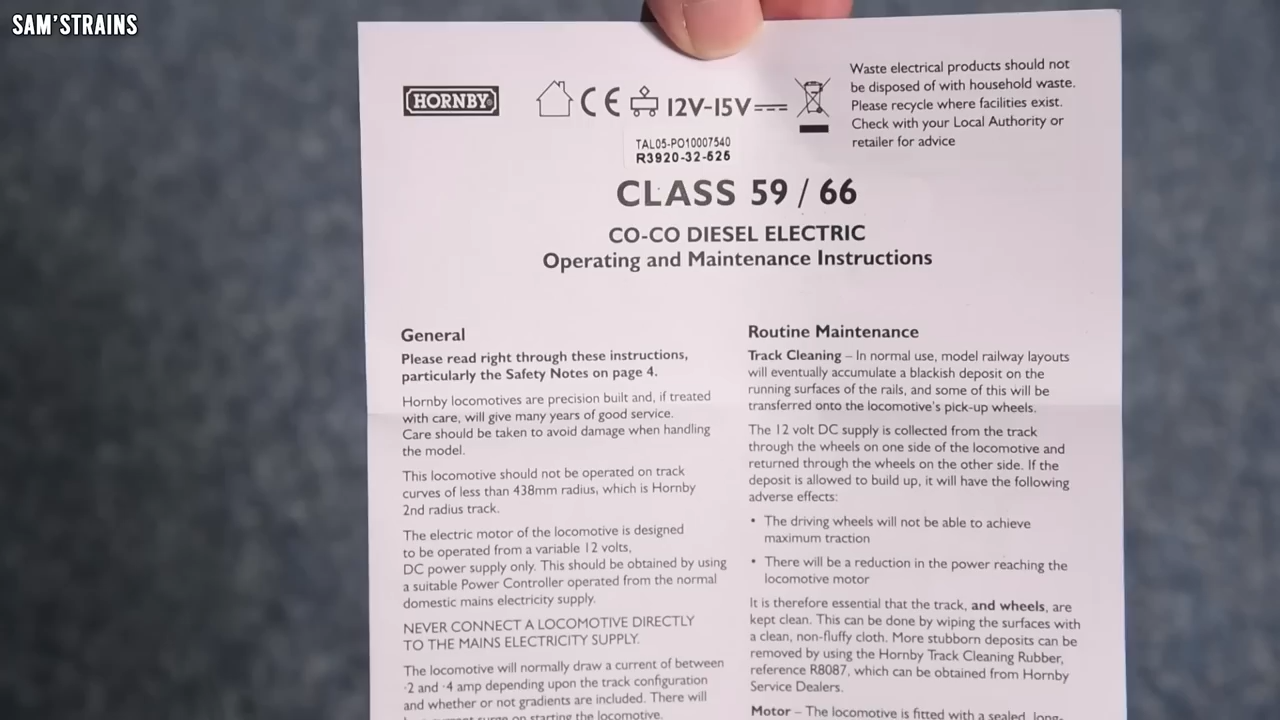 SAM'STRAINS
HORNBY
CE
12V-15V
Waste electrical products should not
be disposed of with household waste.
Please recycle where facilities exist.
Check with your Local Authority or
retailer for advice
TAL05-PO10007540
R3920-32-626
CLASS 59 / 66
CO-CO DIESEL ELECTRIC
Operating and Maintenance Instructions
General
Please read right through these instructions,
particularly the Safety Notes on page 4.
Hornby locomotives are precision built and, if treated
with care, will give many years of good service.
Care should be taken to avoid damage when handling
the model.
This locomotive should not be operated on track
curves of less than 438mm radius, which is Hornby
2nd radius track.
The electric motor of the locomotive is designed
to be operated from a variable 12 volts,
DC power supply only. This should be obtained by using
a suitable Power Controller operated from the normal
domestic mains electricity supply.
NEVER CONNECT A LOCOMOTIVE DIRECTLY
TO THE MAINS ELECTRICITY SUPPLY.
The locomotive will normally draw a current of between
·2 and ·4 amp depending upon the track configuration
and whether or not gradients are included. There will
on starting the locomotive.
Routine Maintenance
Track Cleaning – In normal use, model railway layouts
will eventually accumulate a blackish deposit on the
running surfaces of the rails, and some of this will be
transferred onto the locomotive's pick-up wheels.
The 12 volt DC supply is collected from the track
through the wheels on one side of the locomotive and
returned through the wheels on the other side. If the
deposit is allowed to build up, it will have the following
adverse effects:
• The driving wheels will not be able to achieve
maximum traction
• There will be a reduction in the power reaching the
locomotive motor
It is therefore essential that the track, and wheels, are
kept clean. This can be done by wiping the surfaces with
a clean, non-fluffy cloth. More stubborn deposits can be
removed by using the Hornby Track Cleaning Rubber,
reference R8087, which can be obtained from Hornby
Service Dealers.
Motor – The locomotive is fitted with a sealed, long-